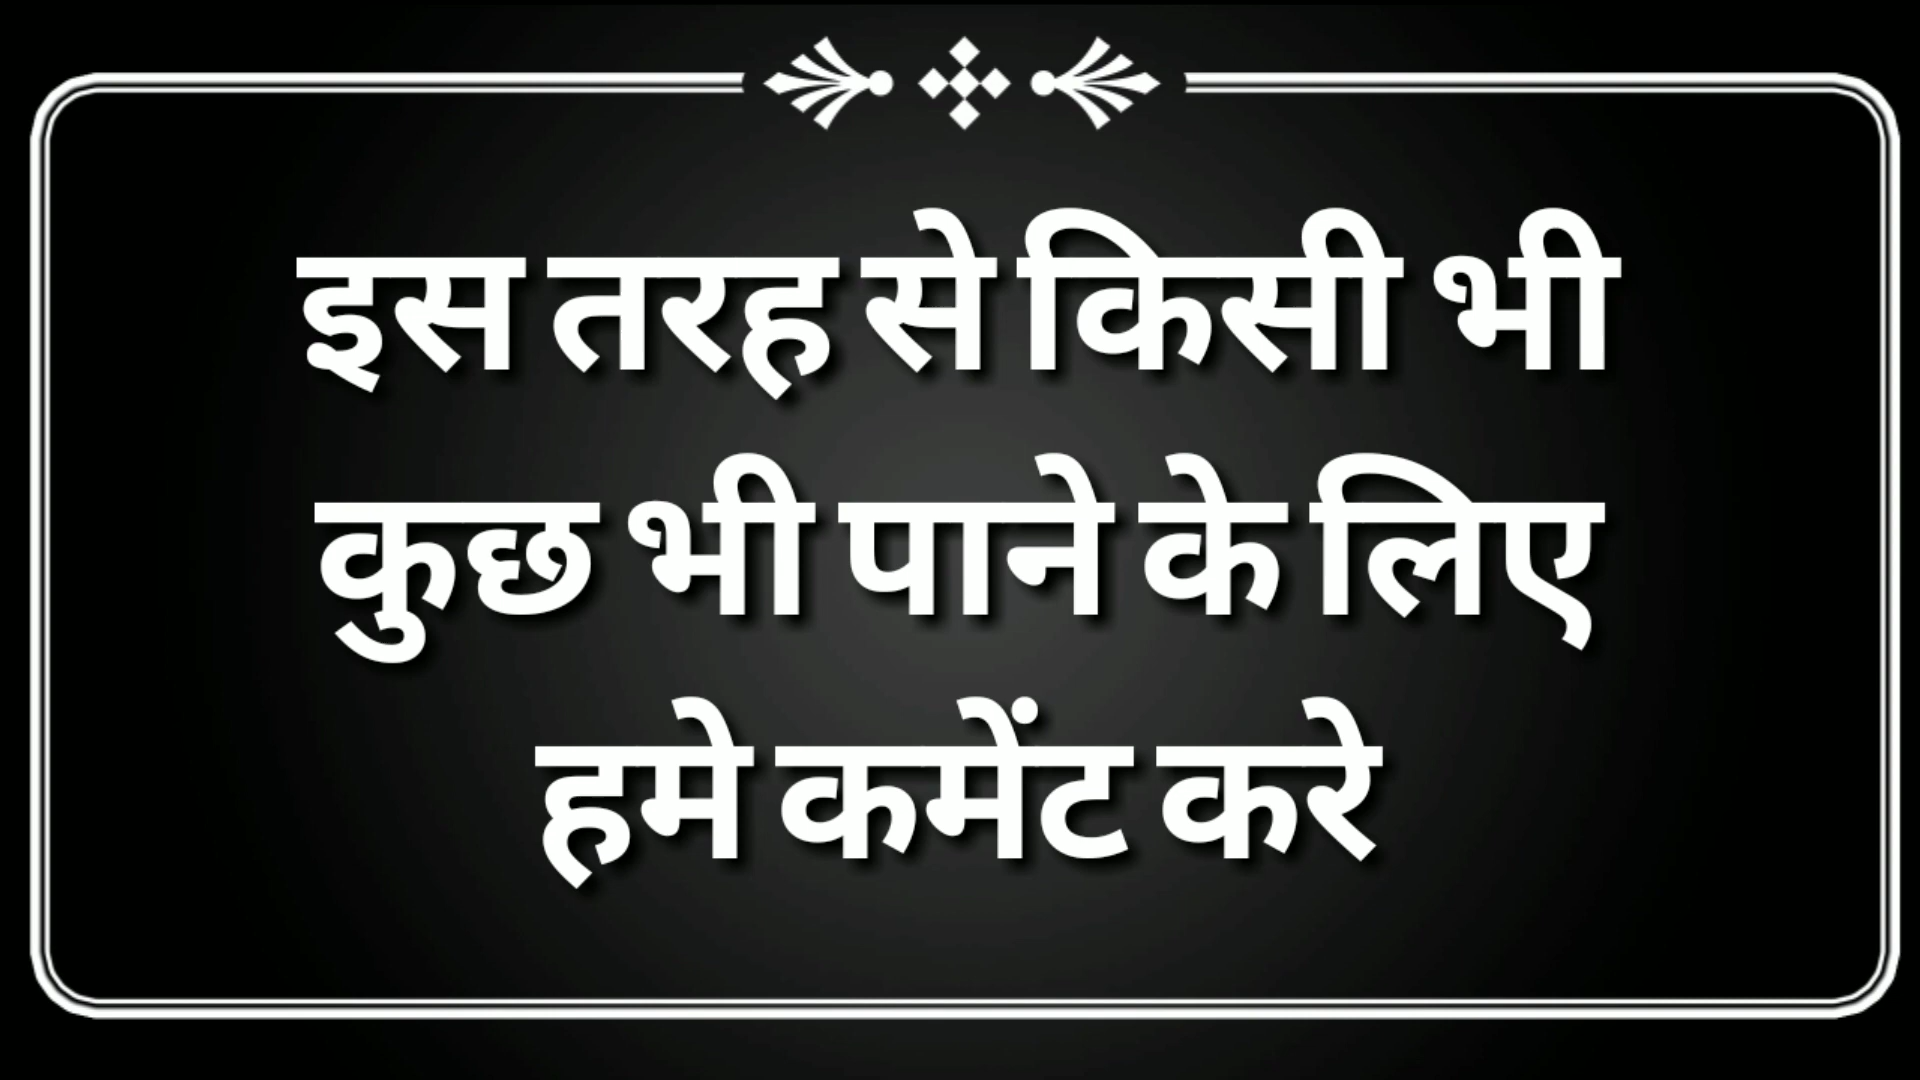 इस तरह से किसी भी
कुछ भी पाने के लिए
हमे कमेंट करे